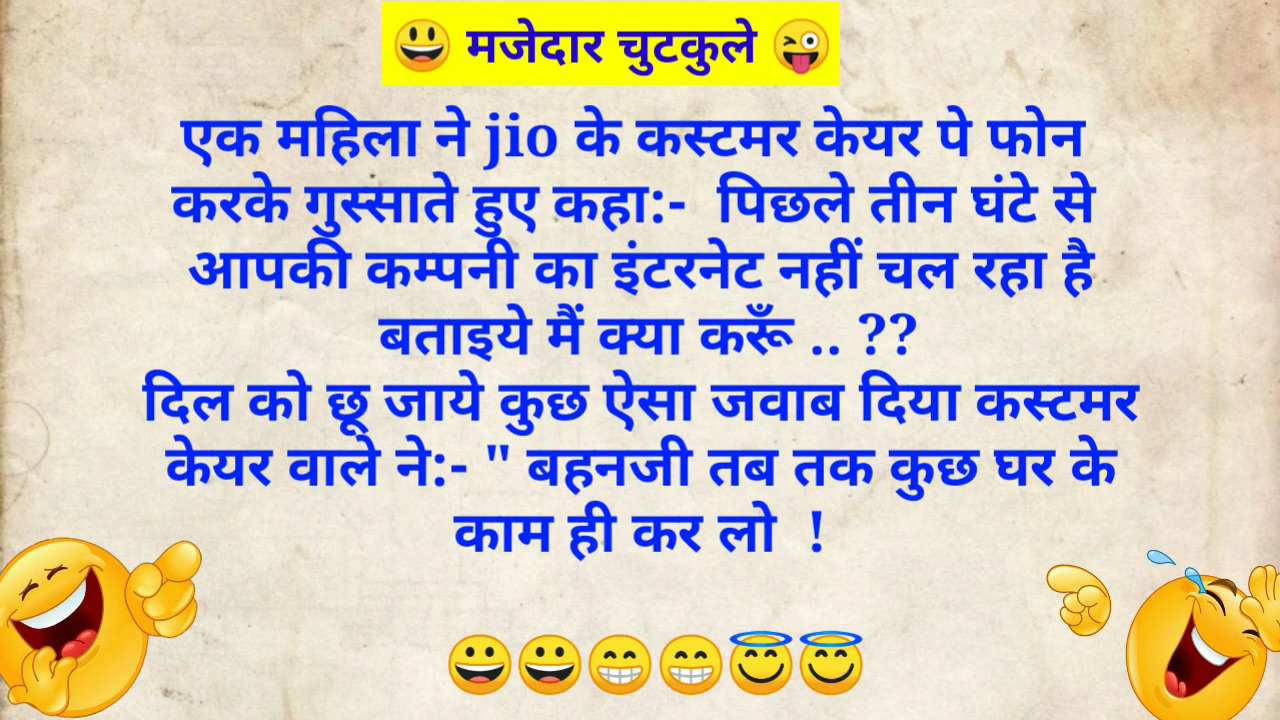 😃 मजेदार चुटकुले 😜
एक महिला ने jio के कस्टमर केयर पे फोन
करके गुस्साते हुए कहा:- पिछले तीन घंटे से
आपकी कम्पनी का इंटरनेट नहीं चल रहा है
बताइये मैं क्या करूँ .. ??
दिल को छू जाये कुछ ऐसा जवाब दिया कस्टमर
केयर वाले ने:- " बहनजी तब तक कुछ घर के
काम ही कर लो !
😀😀😁😁😇😇